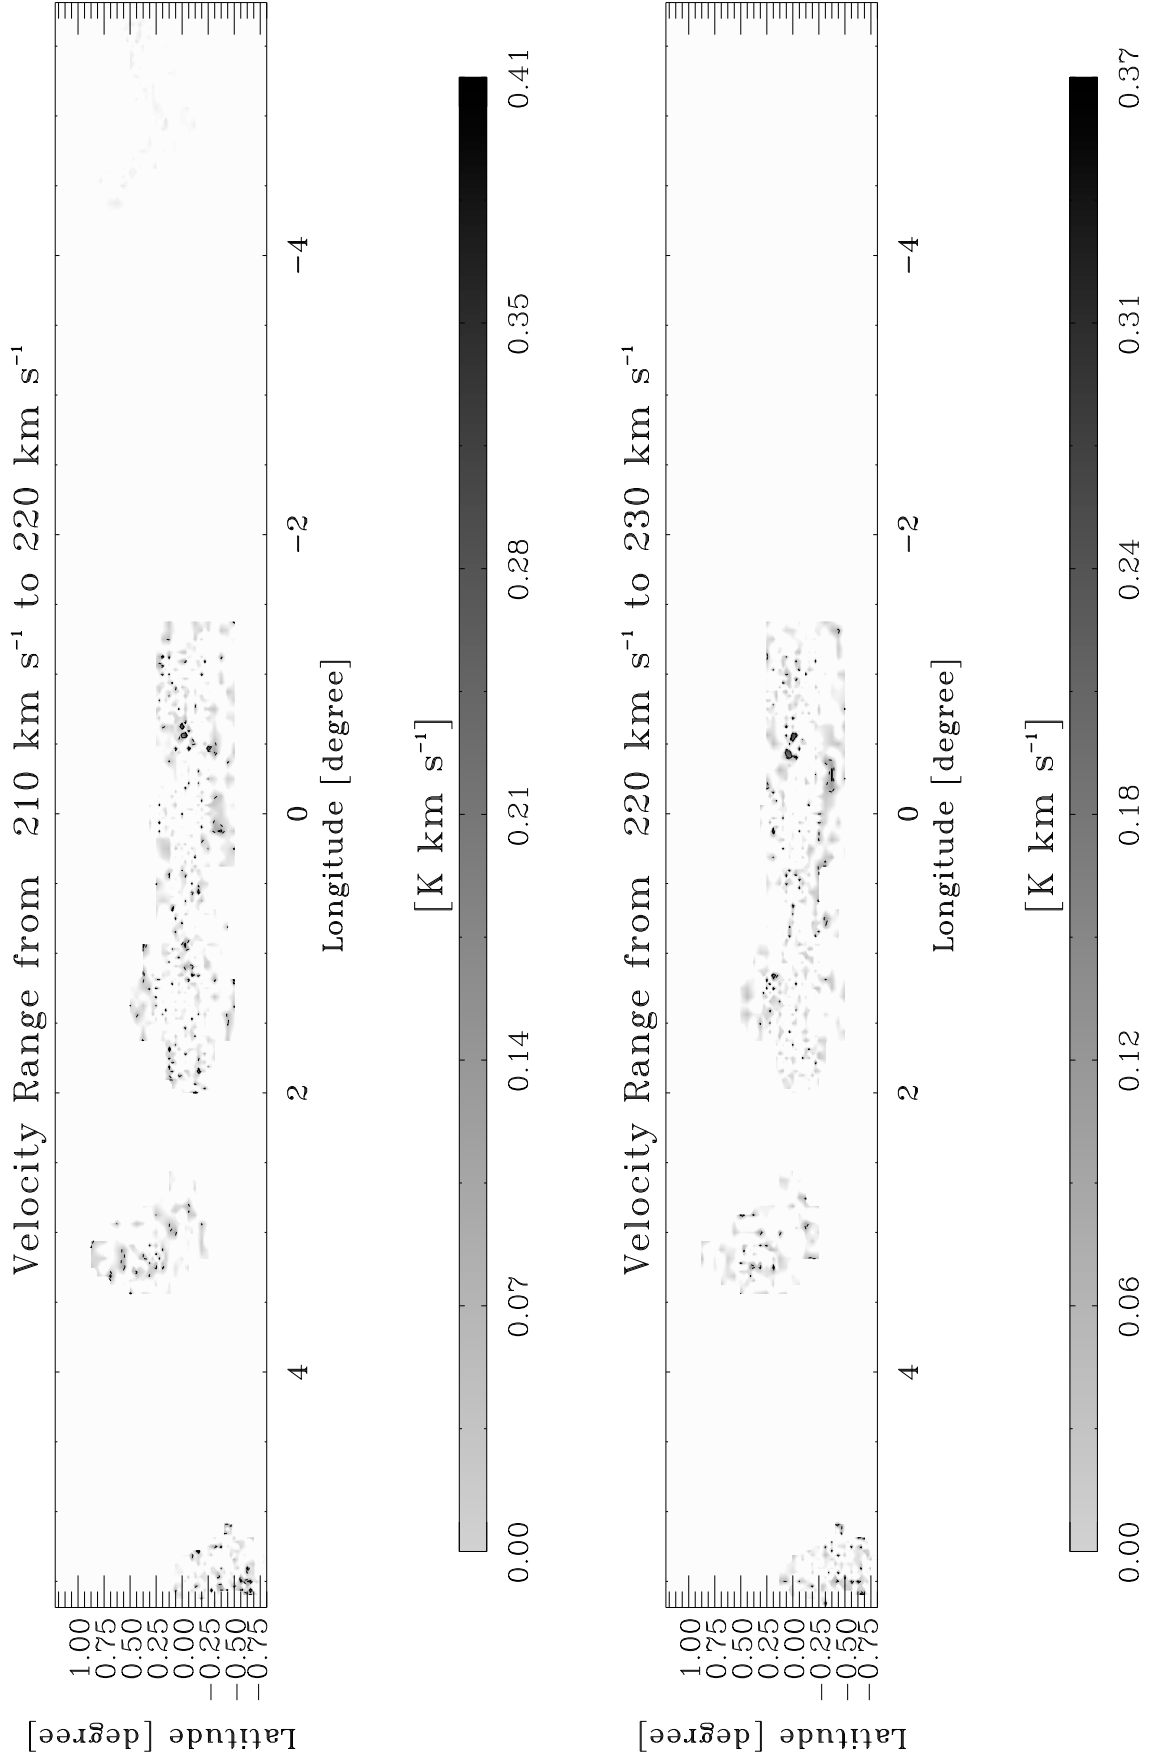 Velocity Range from 210 km s⁻¹ to 220 km s⁻¹
Latitude [degree]
1.00
0.75
0.50
0.25
0.00
−0.25
−0.50
−0.75
4 2 0 −2 −4
Longitude [degree]
[K km s⁻¹]
0.00 0.07 0.14 0.21 0.28 0.35 0.41
Velocity Range from 220 km s⁻¹ to 230 km s⁻¹
Latitude [degree]
1.00
0.75
0.50
0.25
0.00
−0.25
−0.50
−0.75
4 2 0 −2 −4
Longitude [degree]
[K km s⁻¹]
0.00 0.06 0.12 0.18 0.24 0.31 0.37